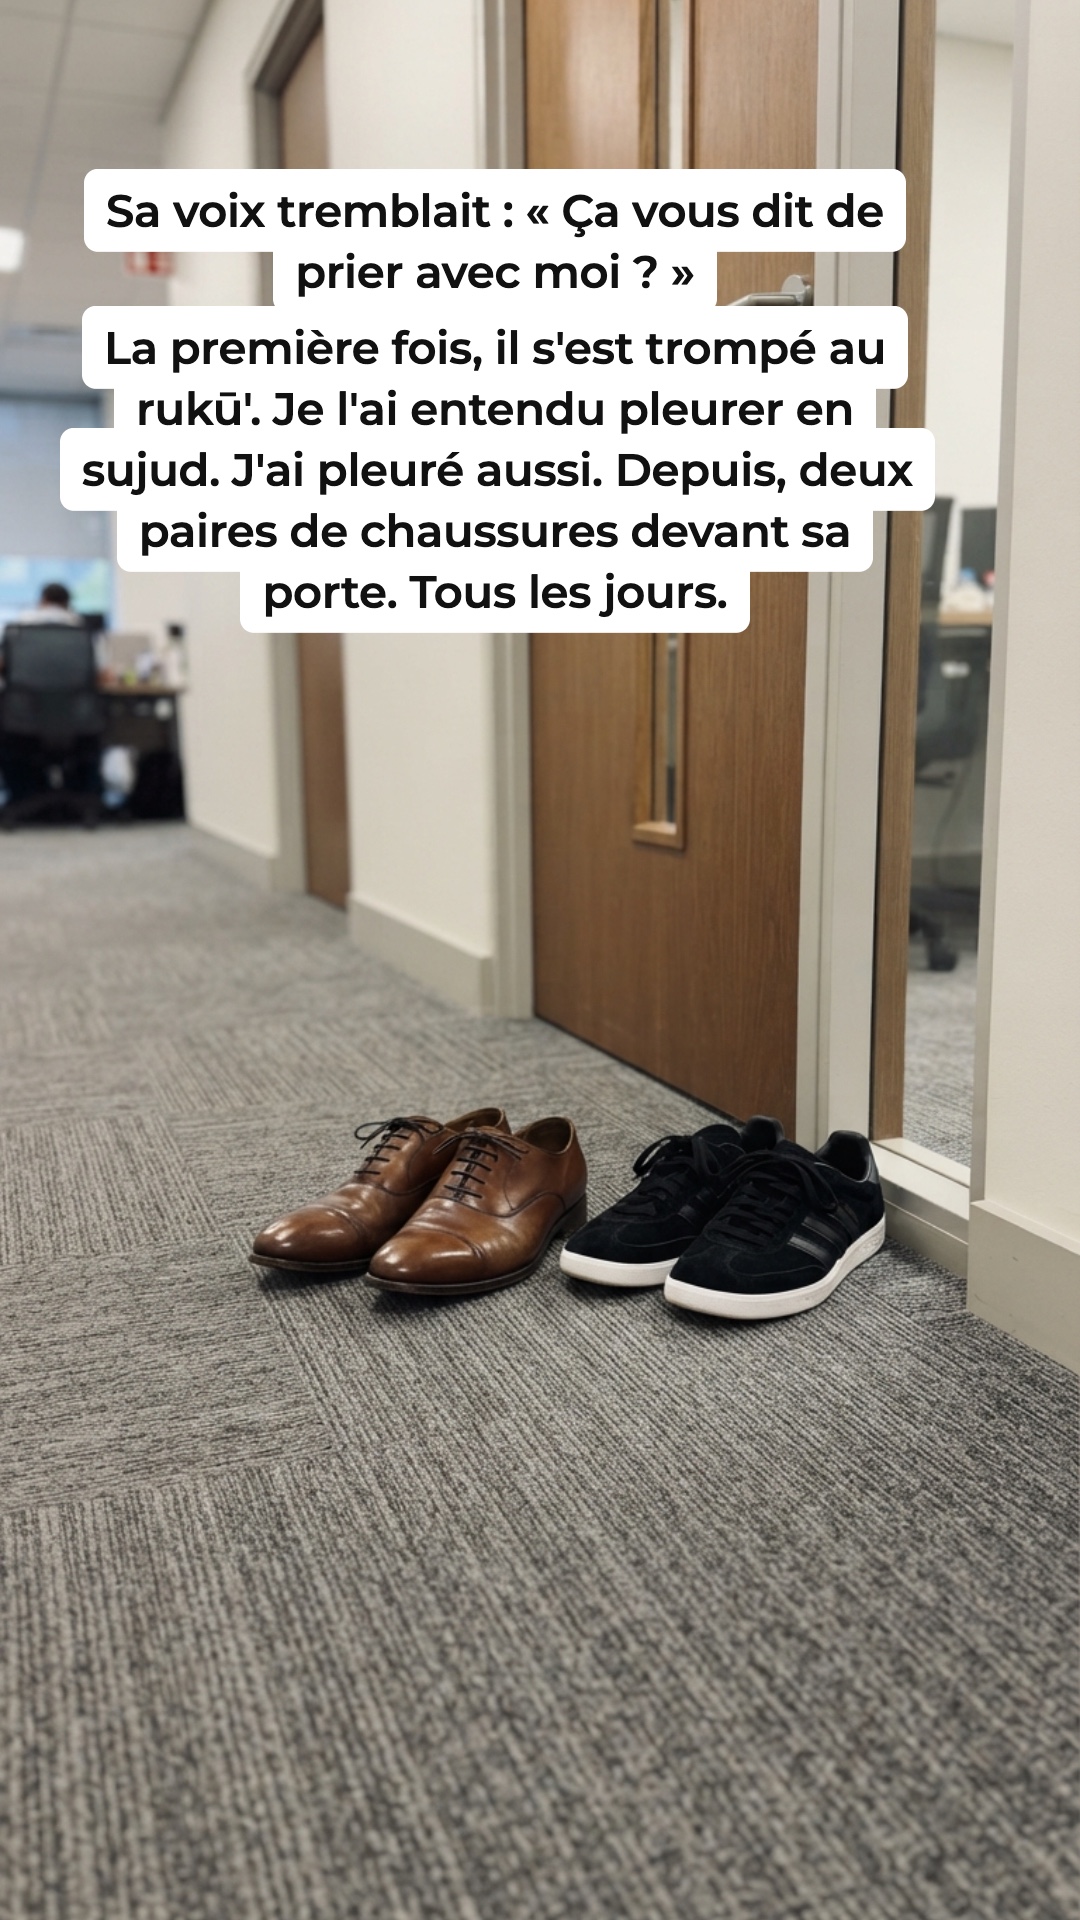 Sa voix tremblait : « Ça vous dit de
prier avec moi ? »
La première fois, il s'est trompé au
rukū'. Je l'ai entendu pleurer en
sujud. J'ai pleuré aussi. Depuis, deux
paires de chaussures devant sa
porte. Tous les jours.